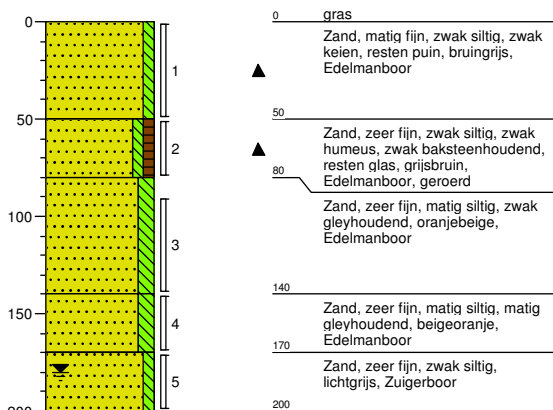 0
50
100
150
200
1
2
3
4
5
0
gras
Zand, matig fijn, zwak siltig, zwak
keien, resten puin, bruingrijs,
Edelmanboor
50
Zand, zeer fijn, zwak siltig, zwak
humeus, zwak baksteenhoudend,
resten glas, grijsbruin,
Edelmanboor, geroerd
80
Zand, zeer fijn, matig siltig, zwak
gleyhoudend, oranjebeige,
Edelmanboor
140
Zand, zeer fijn, matig siltig, matig
gleyhoudend, beigeoranje,
Edelmanboor
170
Zand, zeer fijn, zwak siltig,
lichtgrijs, Zuigerboor
200